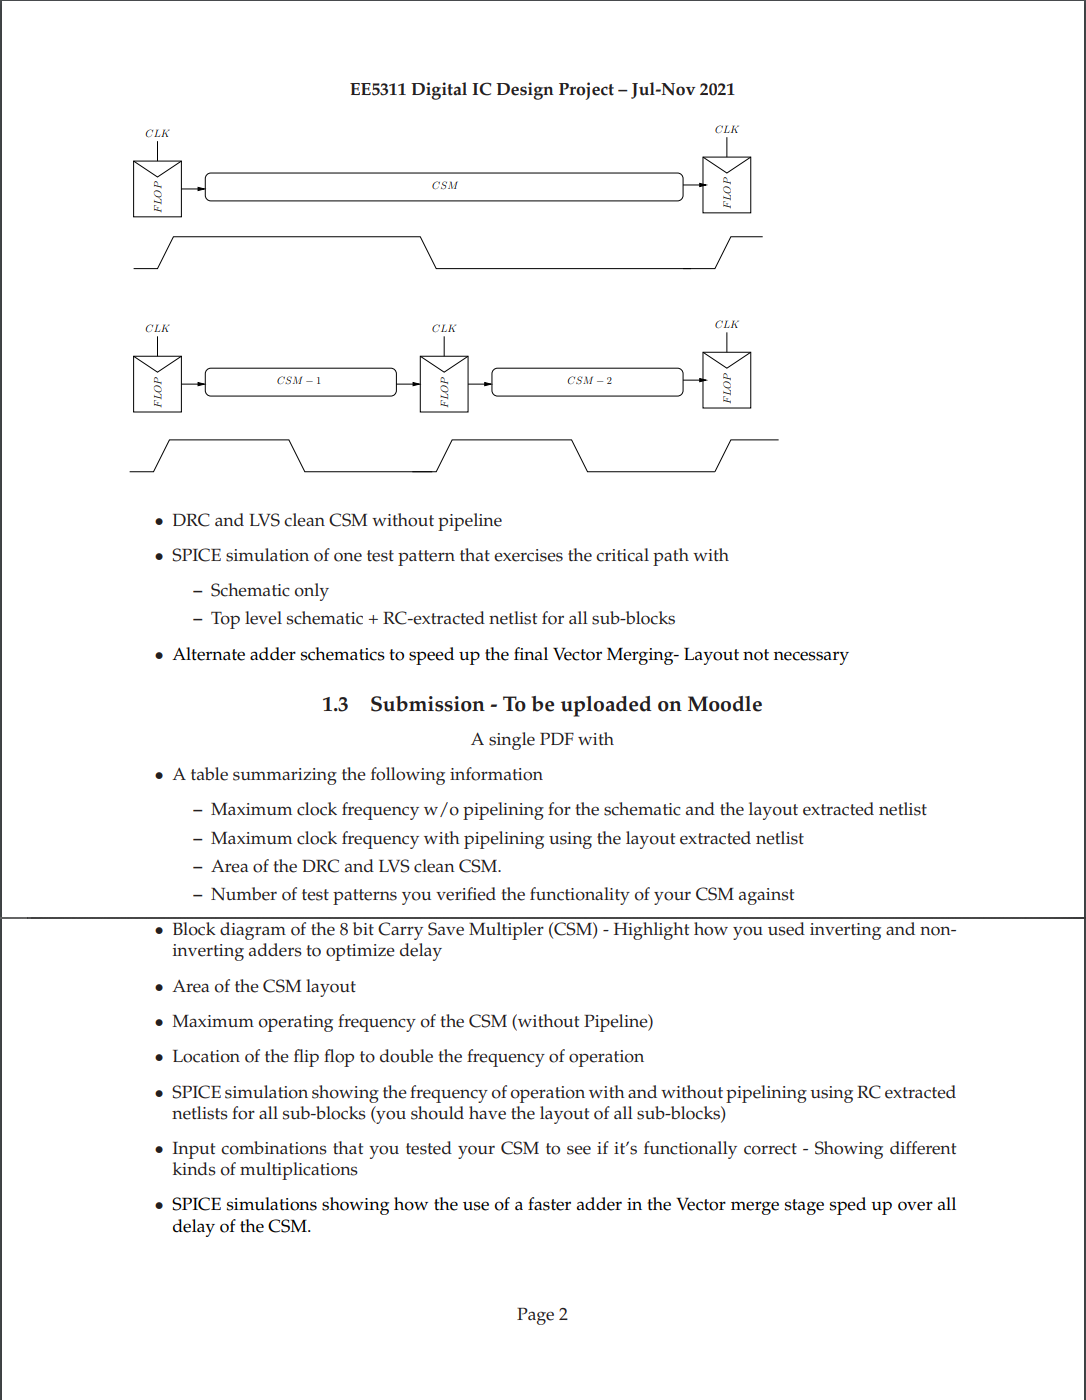 EE5311 Digital IC Design Project – Jul-Nov 2021
CLK
CLK
FLOP
CSM
FLOP
CLK
CLK
CLK
FLOP
CSM − 1
FLOP
CSM − 2
FLOP
• DRC and LVS clean CSM without pipeline
• SPICE simulation of one test pattern that exercises the critical path with
– Schematic only
– Top level schematic + RC-extracted netlist for all sub-blocks
• Alternate adder schematics to speed up the final Vector Merging- Layout not necessary
1.3 Submission - To be uploaded on Moodle
A single PDF with
• A table summarizing the following information
– Maximum clock frequency w/o pipelining for the schematic and the layout extracted netlist
– Maximum clock frequency with pipelining using the layout extracted netlist
– Area of the DRC and LVS clean CSM.
– Number of test patterns you verified the functionality of your CSM against
• Block diagram of the 8 bit Carry Save Multipler (CSM) - Highlight how you used inverting and non-
inverting adders to optimize delay
• Area of the CSM layout
• Maximum operating frequency of the CSM (without Pipeline)
• Location of the flip flop to double the frequency of operation
• SPICE simulation showing the frequency of operation with and without pipelining using RC extracted
netlists for all sub-blocks (you should have the layout of all sub-blocks)
• Input combinations that you tested your CSM to see if it's functionally correct - Showing different
kinds of multiplications
• SPICE simulations showing how the use of a faster adder in the Vector merge stage sped up over all
delay of the CSM.
Page 2